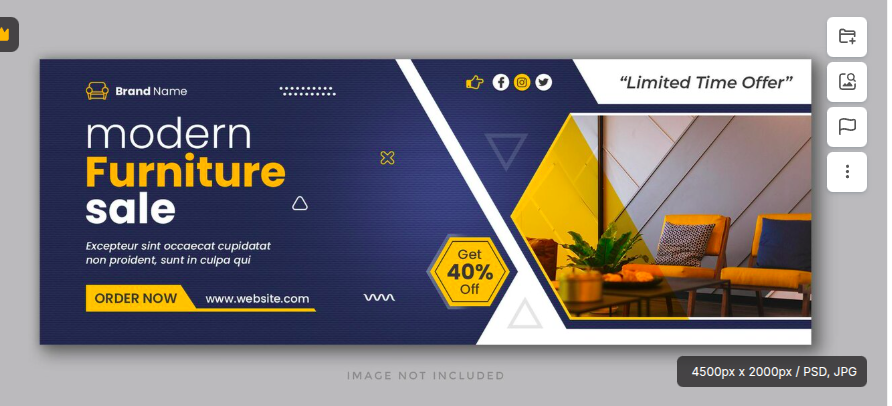 Brand Name
“Limited Time Offer”
modern
Furniture
sale
Excepteur sint occaecat cupidatat
non proident, sunt in culpa qui
Get
40%
Off
ORDER NOW
www.website.com
IMAGE NOT INCLUDED
4500px x 2000px / PSD, JPG